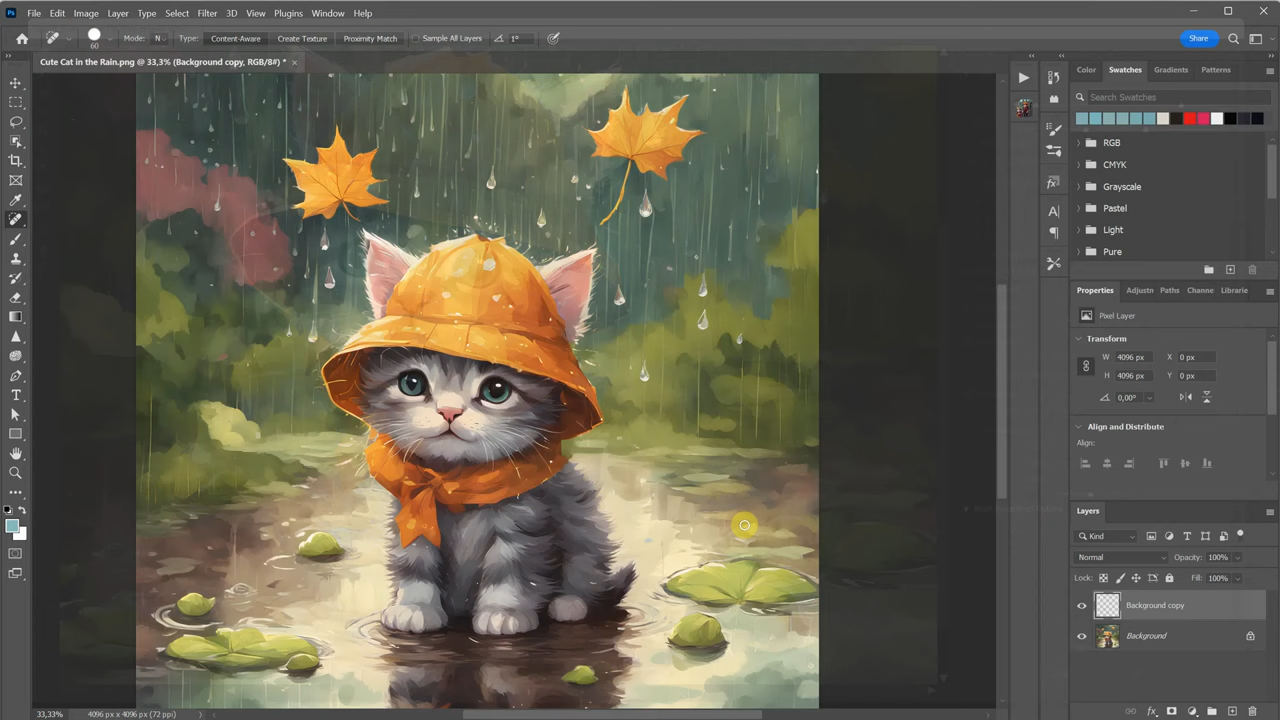 Ps File Edit Image Layer Type Select Filter 3D View Plugins Window Help
60 Mode: N Type: Content-Aware Create Texture Proximity Match Sample All Layers 1° Share
Cute Cat in the Rain.png @ 33,3% (Background copy, RGB/8#) *
Color Swatches Gradients Patterns
Search Swatches
RGB
CMYK
Grayscale
Pastel
Light
Pure
Properties Adjustn Paths Channe Librarie
Pixel Layer
Transform
W 4096 px X 0 px
H 4096 px Y 0 px
0,00°
Align and Distribute
Align:
Layers
Kind
Normal Opacity: 100%
Lock: Fill: 100%
Background copy
Background
33,33% 4096 px x 4096 px (72 ppi)